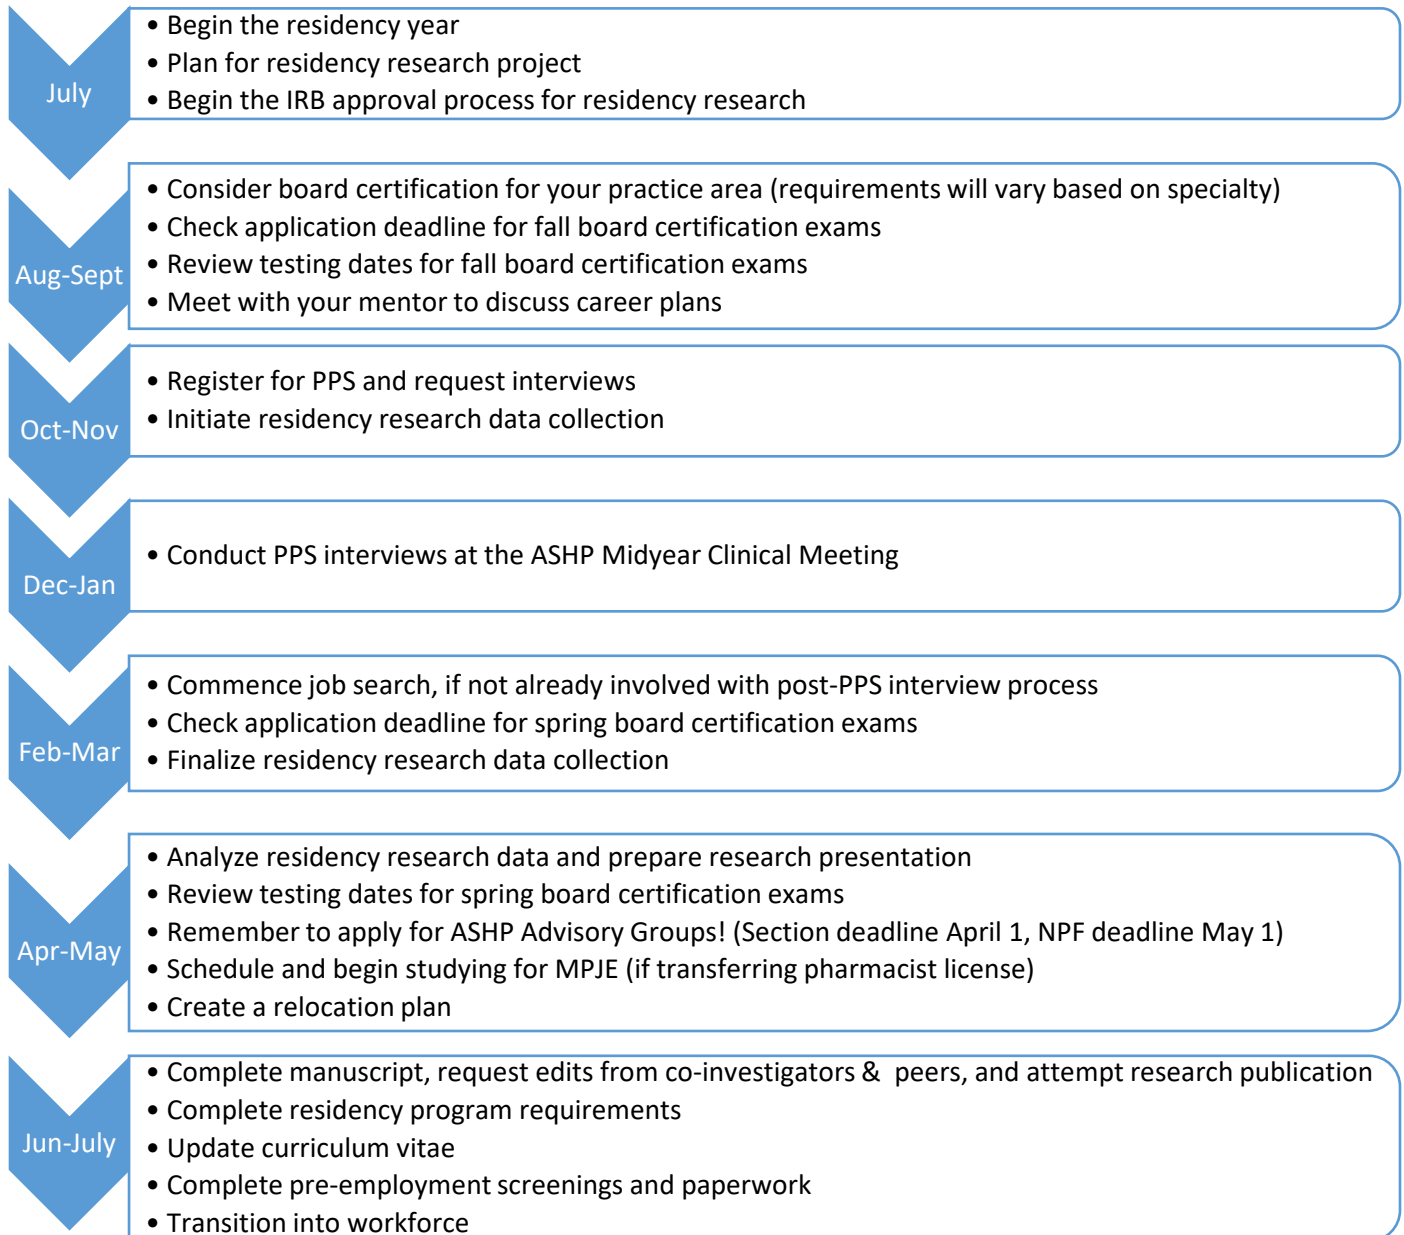 July
• Begin the residency year
• Plan for residency research project
• Begin the IRB approval process for residency research
Aug-Sept
• Consider board certification for your practice area (requirements will vary based on specialty)
• Check application deadline for fall board certification exams
• Review testing dates for fall board certification exams
• Meet with your mentor to discuss career plans
Oct-Nov
• Register for PPS and request interviews
• Initiate residency research data collection
Dec-Jan
• Conduct PPS interviews at the ASHP Midyear Clinical Meeting
Feb-Mar
• Commence job search, if not already involved with post-PPS interview process
• Check application deadline for spring board certification exams
• Finalize residency research data collection
Apr-May
• Analyze residency research data and prepare research presentation
• Review testing dates for spring board certification exams
• Remember to apply for ASHP Advisory Groups! (Section deadline April 1, NPF deadline May 1)
• Schedule and begin studying for MPJE (if transferring pharmacist license)
• Create a relocation plan
Jun-July
• Complete manuscript, request edits from co-investigators & peers, and attempt research publication
• Complete residency program requirements
• Update curriculum vitae
• Complete pre-employment screenings and paperwork
• Transition into workforce